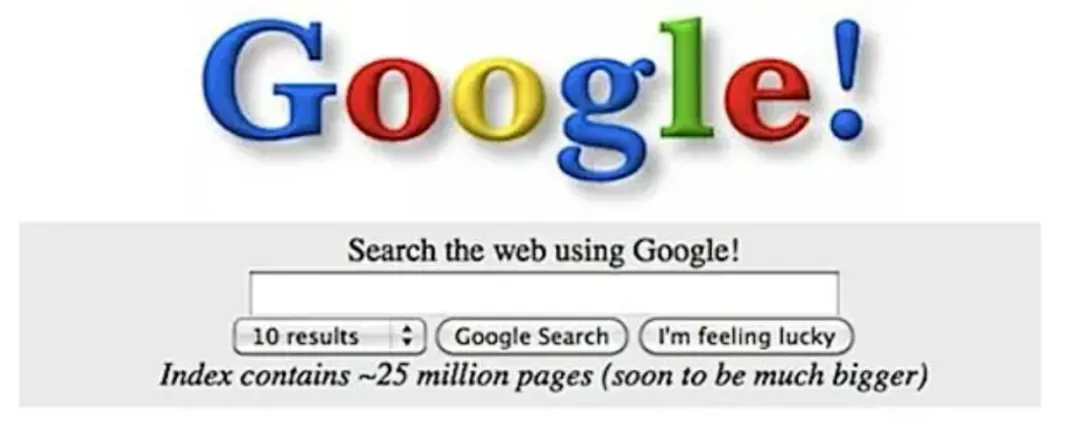 Google!
Search the web using Google!
10 results Google Search I'm feeling lucky
Index contains ~25 million pages (soon to be much bigger)